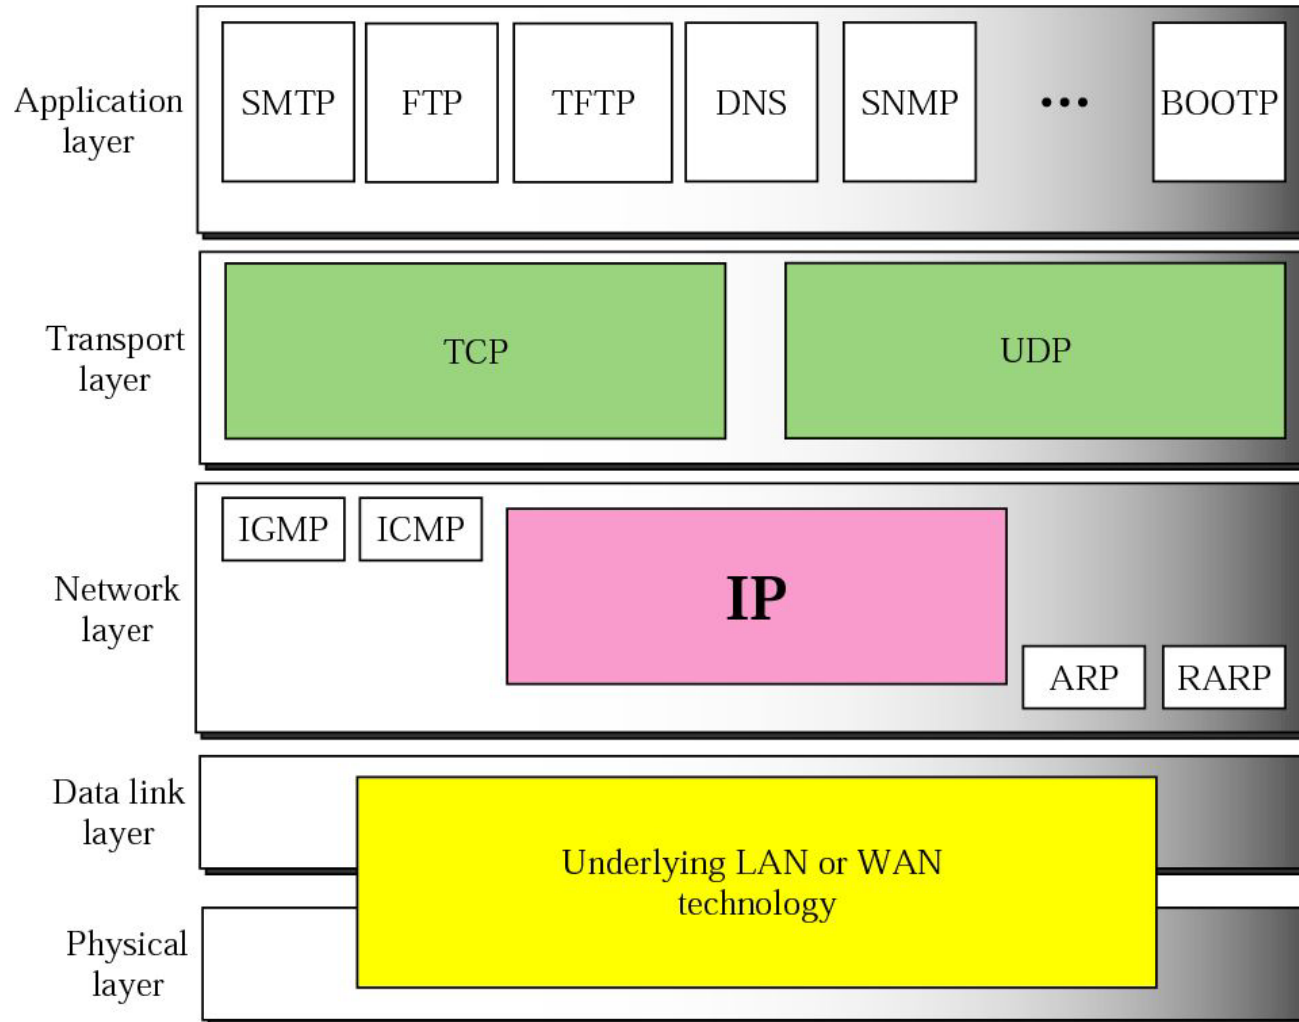 Application
layer
SMTP
FTP
TFTP
DNS
SNMP
•••
BOOTP
Transport
layer
TCP
UDP
Network
layer
IGMP
ICMP
IP
ARP
RARP
Data link
layer
Underlying LAN or WAN
technology
Physical
layer